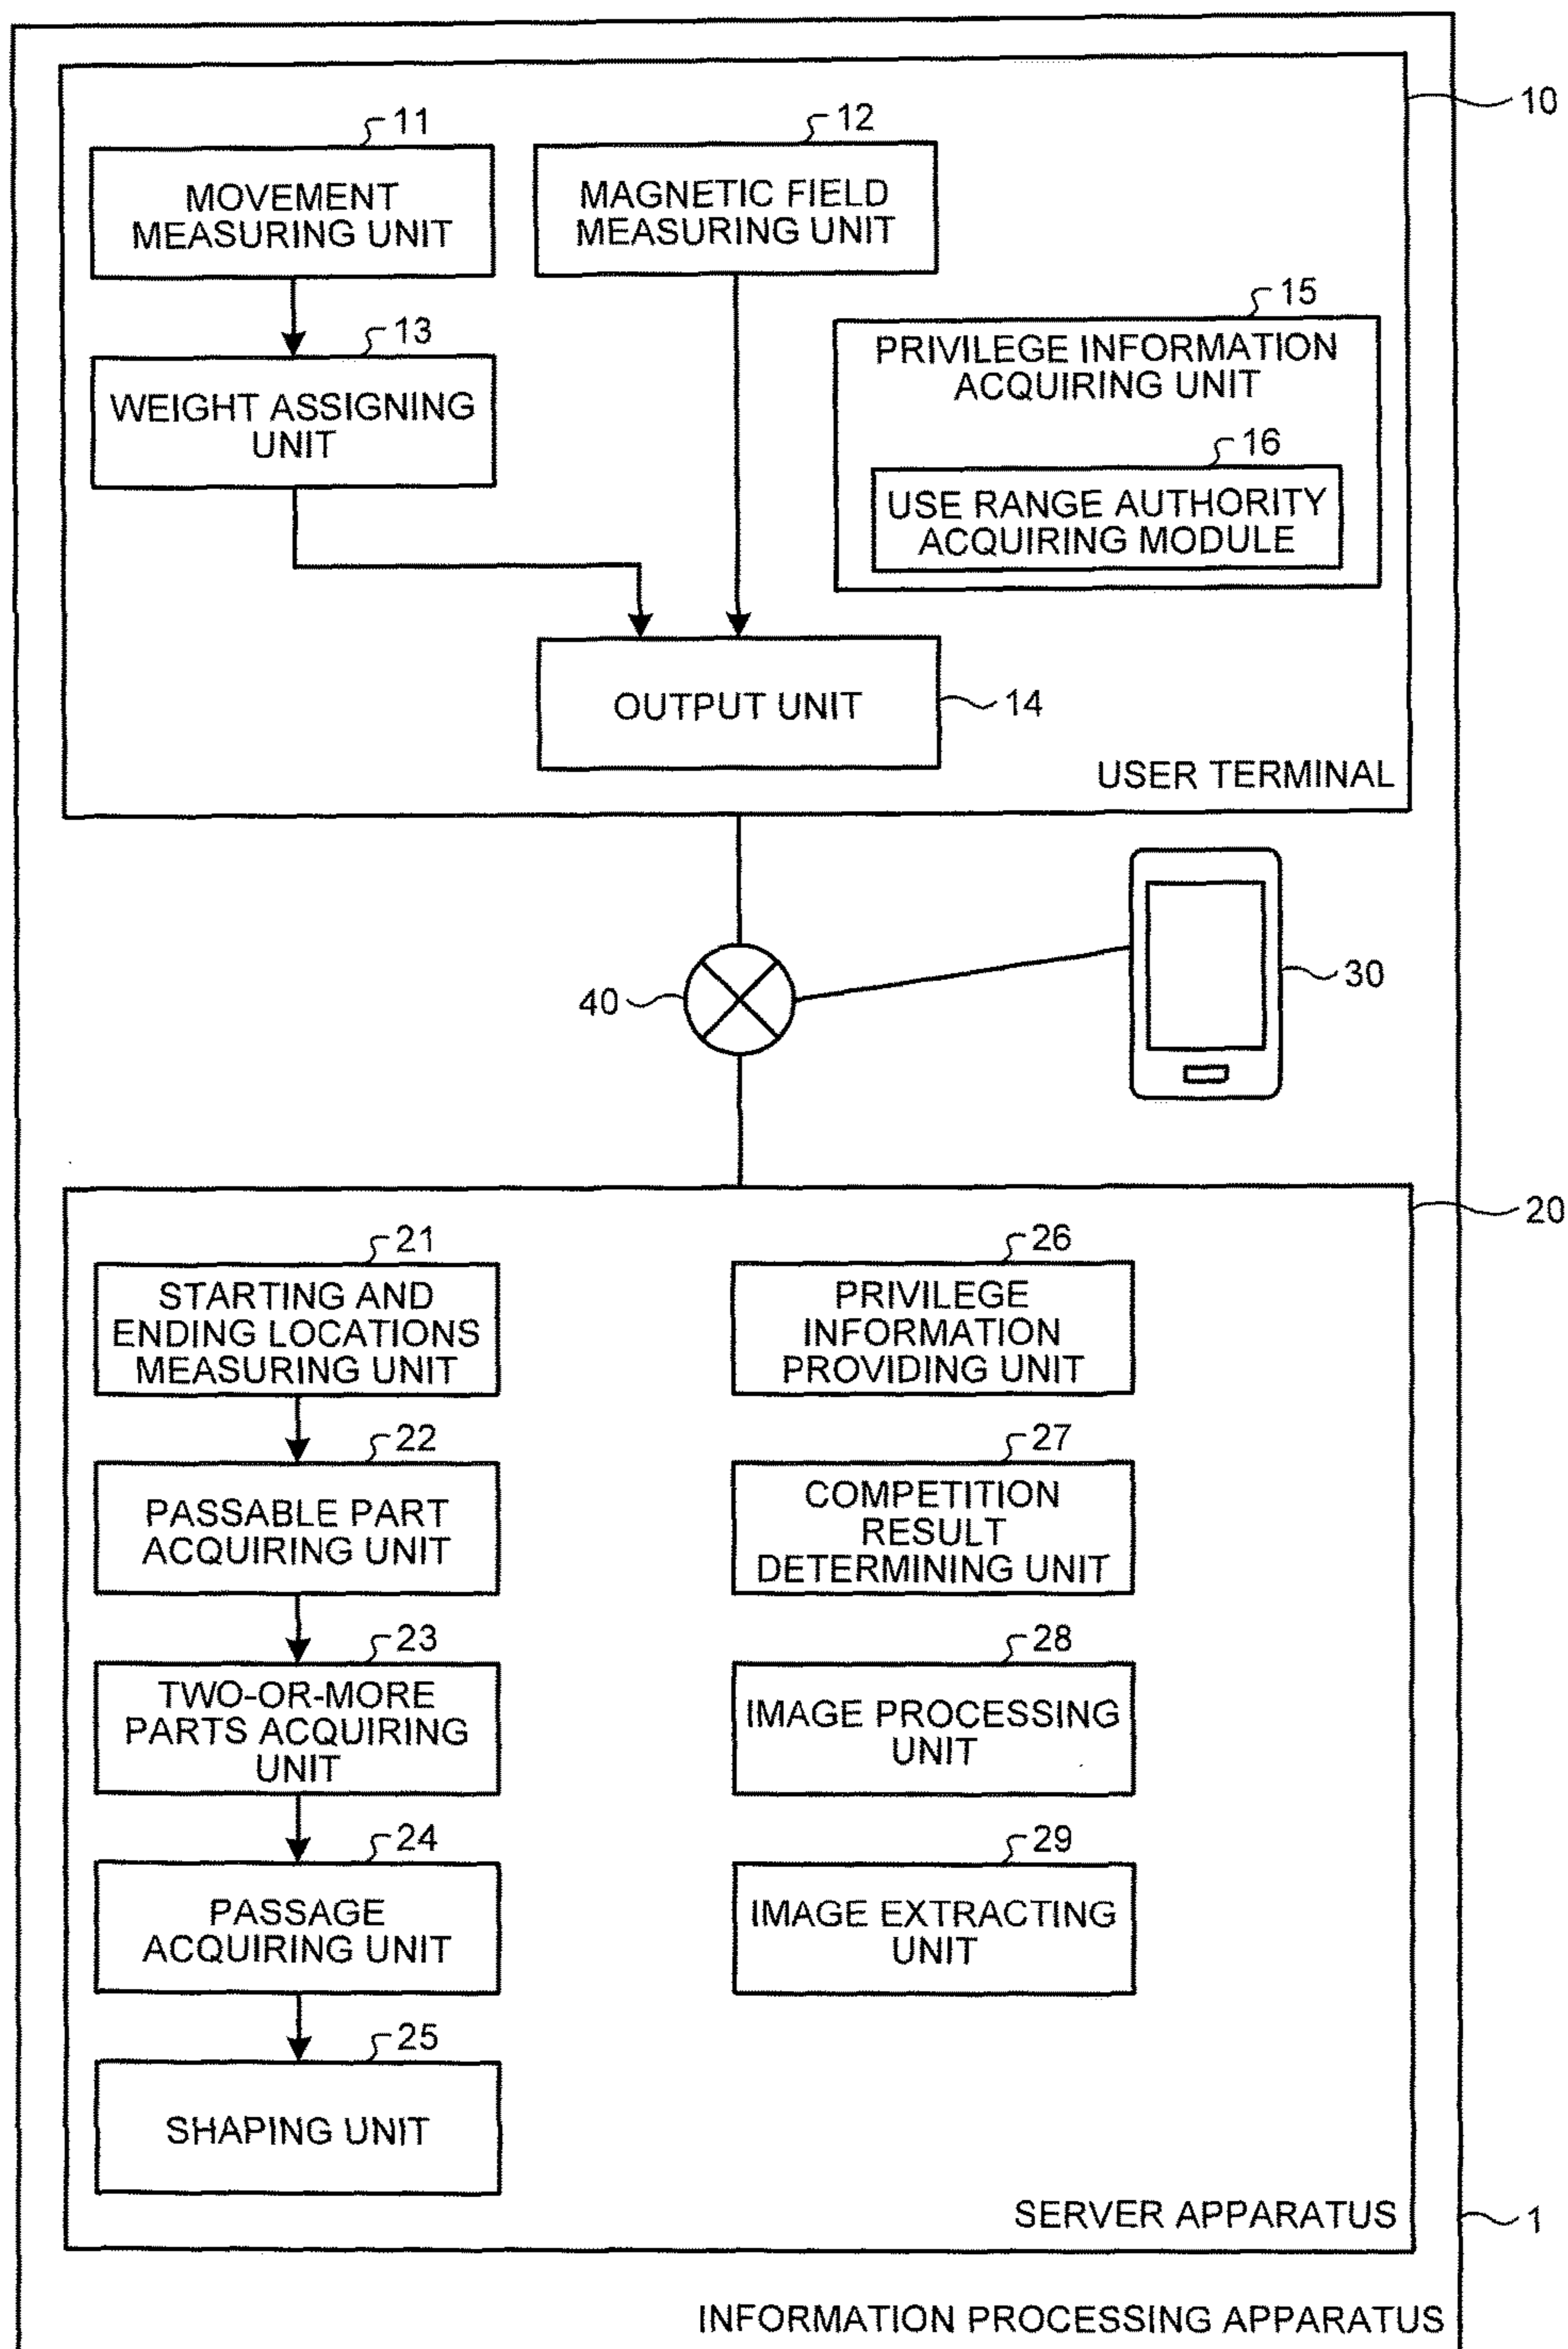 10
11
MOVEMENT
MEASURING UNIT
12
MAGNETIC FIELD
MEASURING UNIT
13
WEIGHT ASSIGNING
UNIT
15
PRIVILEGE INFORMATION
ACQUIRING UNIT
16
USE RANGE AUTHORITY
ACQUIRING MODULE
OUTPUT UNIT
14
USER TERMINAL
40
30
20
21
STARTING AND
ENDING LOCATIONS
MEASURING UNIT
22
PASSABLE PART
ACQUIRING UNIT
23
TWO-OR-MORE
PARTS ACQUIRING
UNIT
24
PASSAGE
ACQUIRING UNIT
25
SHAPING UNIT
26
PRIVILEGE
INFORMATION
PROVIDING UNIT
27
COMPETITION
RESULT
DETERMINING UNIT
28
IMAGE PROCESSING
UNIT
29
IMAGE EXTRACTING
UNIT
SERVER APPARATUS
1
INFORMATION PROCESSING APPARATUS